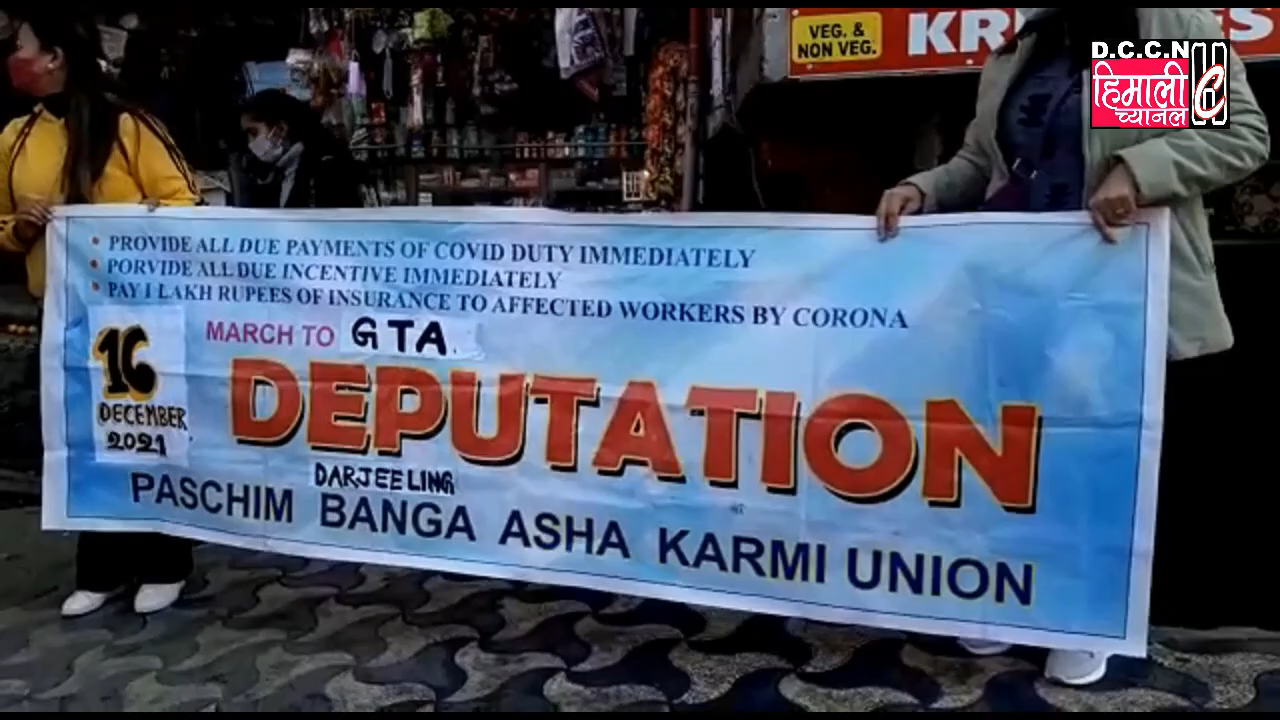 VEG. &
NON VEG.
D.C.C.N
हिमाली
च्यानल
• PROVIDE ALL DUE PAYMENTS OF COVID DUTY IMMEDIATELY
• PORVIDE ALL DUE INCENTIVE IMMEDIATELY
• PAY I LAKH RUPEES OF INSURANCE TO AFFECTED WORKERS BY CORONA
MARCH TO GTA.
16
DECEMBER
2021
DEPUTATION
DARJEELING
PASCHIM BANGA ASHA KARMI UNION